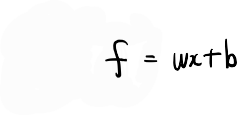 f = wx+b